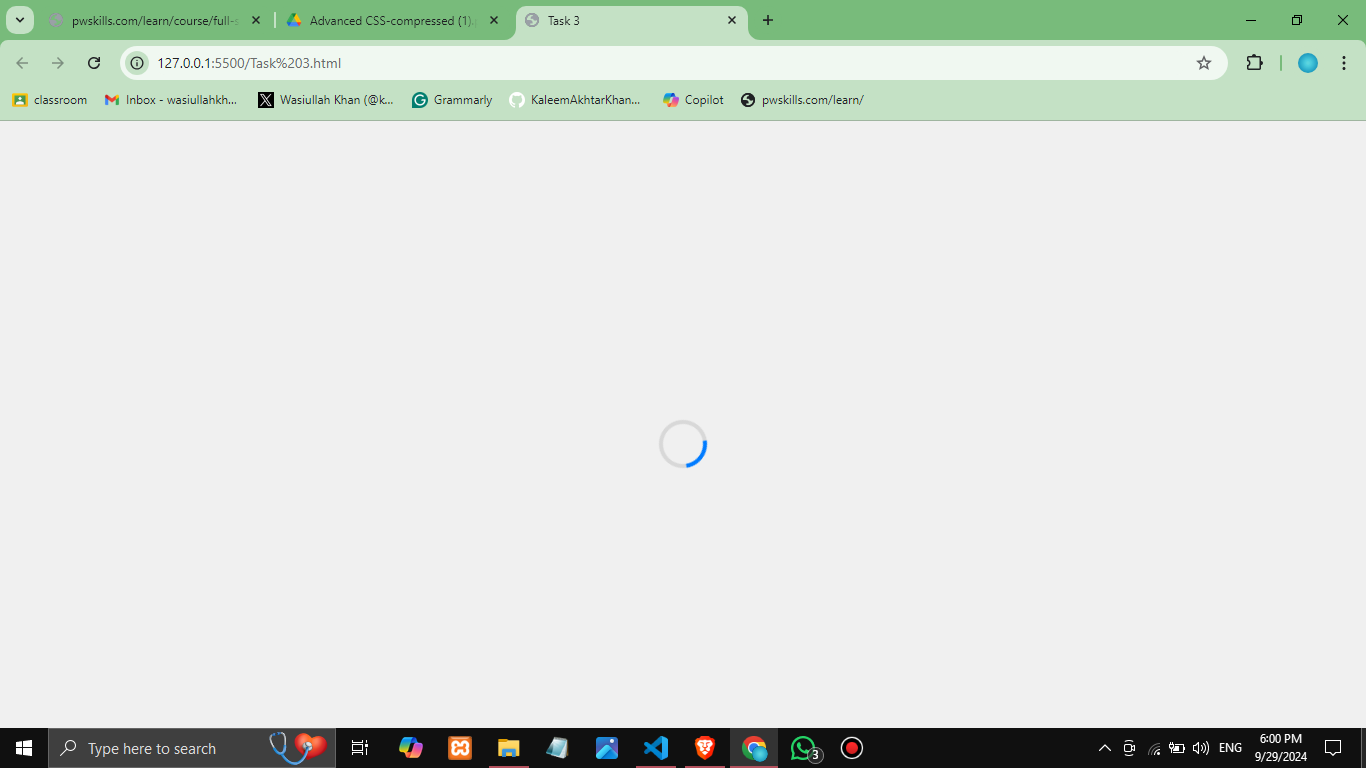 pwskills.com/learn/course/full-s
Advanced CSS-compressed (1).
Task 3
127.0.0.1:5500/Task%203.html
classroom
Inbox - wasiullahkh...
Wasiullah Khan (@k...
Grammarly
KaleemAkhtarKhan...
Copilot
pwskills.com/learn/
Type here to search
3
ENG
6:00 PM
9/29/2024